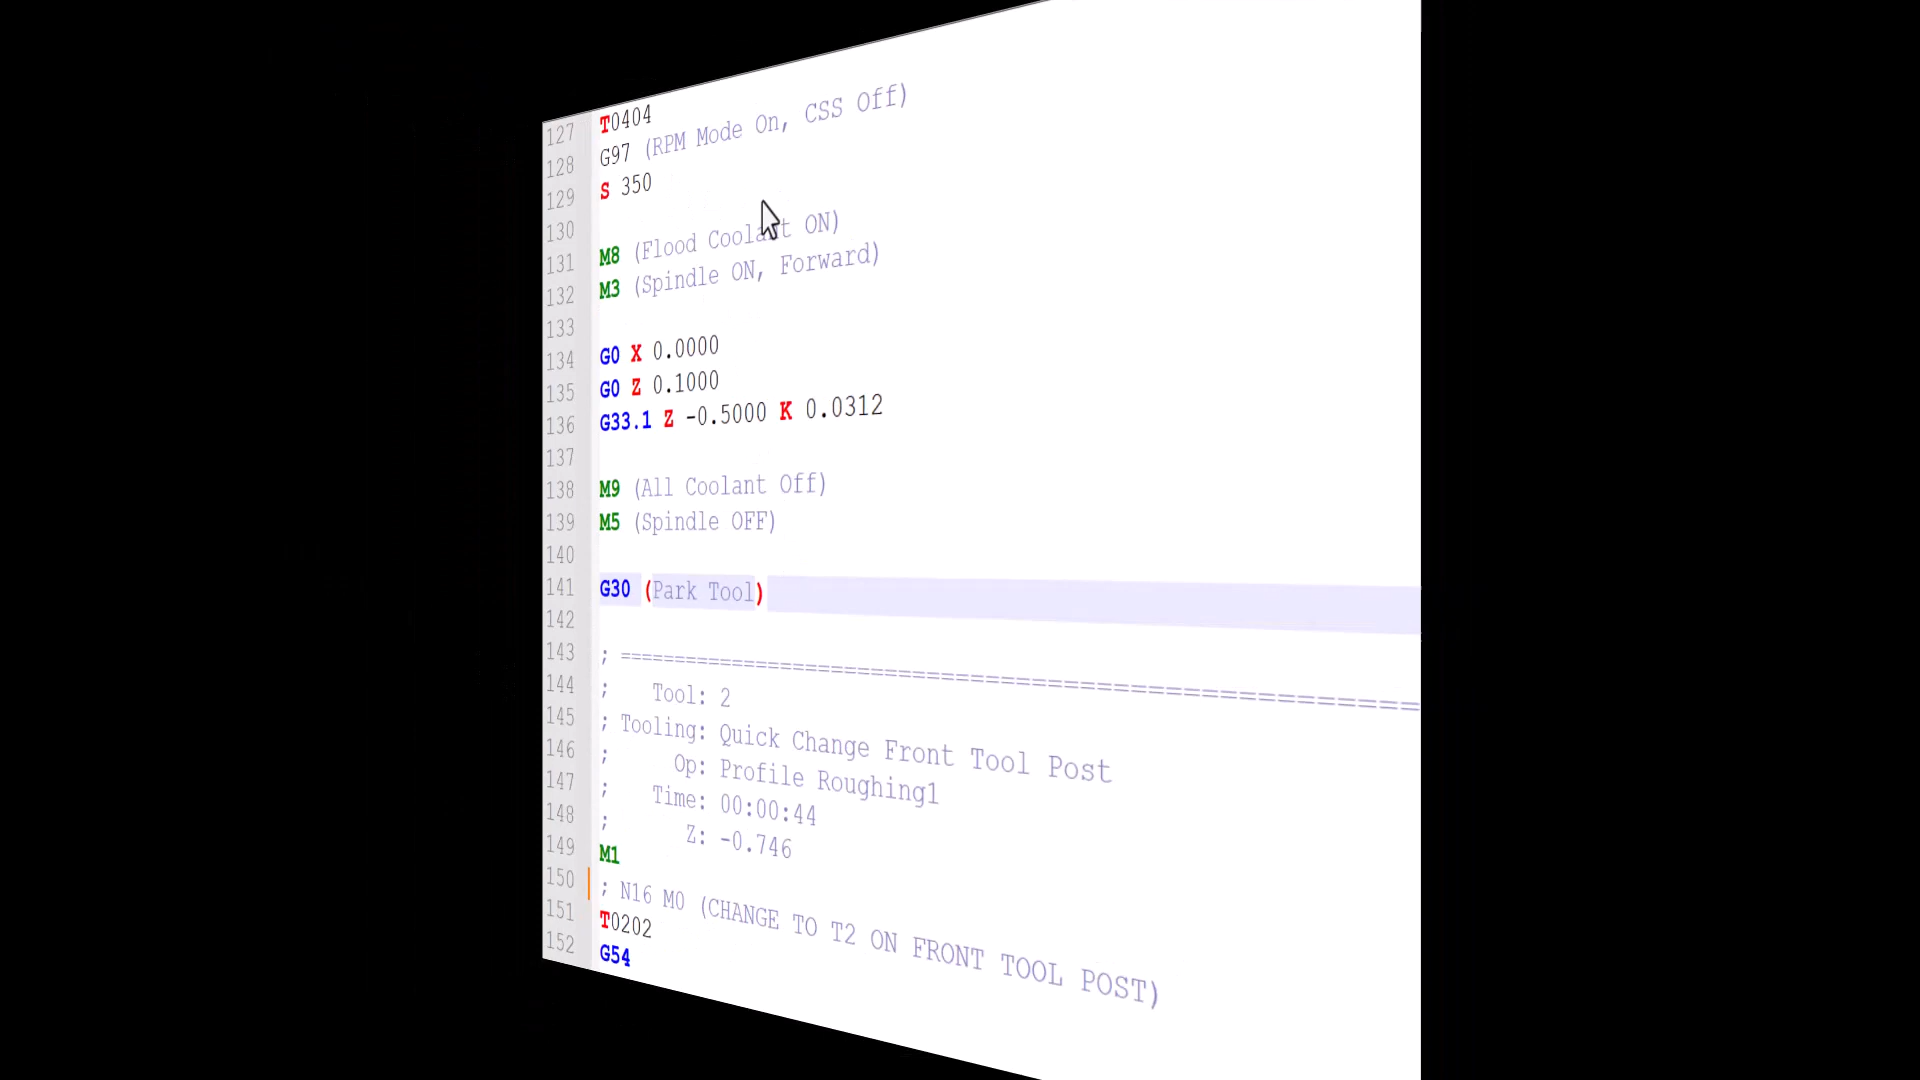 127 T0404
128 G97 (RPM Mode On, CSS Off)
129 S 350
130
131 M8 (Flood Coolant ON)
132 M3 (Spindle ON, Forward)
133
134 G0 X 0.0000
135 G0 Z 0.1000
136 G33.1 Z -0.5000 K 0.0312
137
138 M9 (All Coolant Off)
139 M5 (Spindle OFF)
140
141 G30 (Park Tool)
142
143 ; =============================================================
144 ;    Tool: 2
145 ; Tooling: Quick Change Front Tool Post
146 ;      Op: Profile Roughing1
147 ;    Time: 00:00:44
148 ;       Z: -0.746
149 M1
150 ; N16 M0 (CHANGE TO T2 ON FRONT TOOL POST)
151 T0202
152 G54